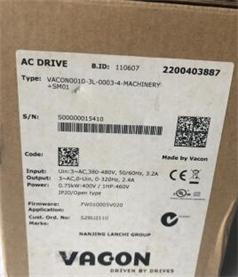 AC DRIVE B.ID: 110607 2200403887
Type: VACON0010-3L-0003-4-MACHINERY
+SM01
S/N: S00000015410
Code:
Made by
Vacon
Input: Uin:3~AC,380-480V, 50/60Hz, 3.2A
Output: 3~AC,0-Uin, 0-320Hz, 2.4A
Power: 0.75kW:400V / 1HP:460V
IP20/Open type
Firmware: FW0107
Application:
Cust. Ord. No:
Marks:
NANJING LANCHI GROUP
VACON
DRIVEN BY DRIVES